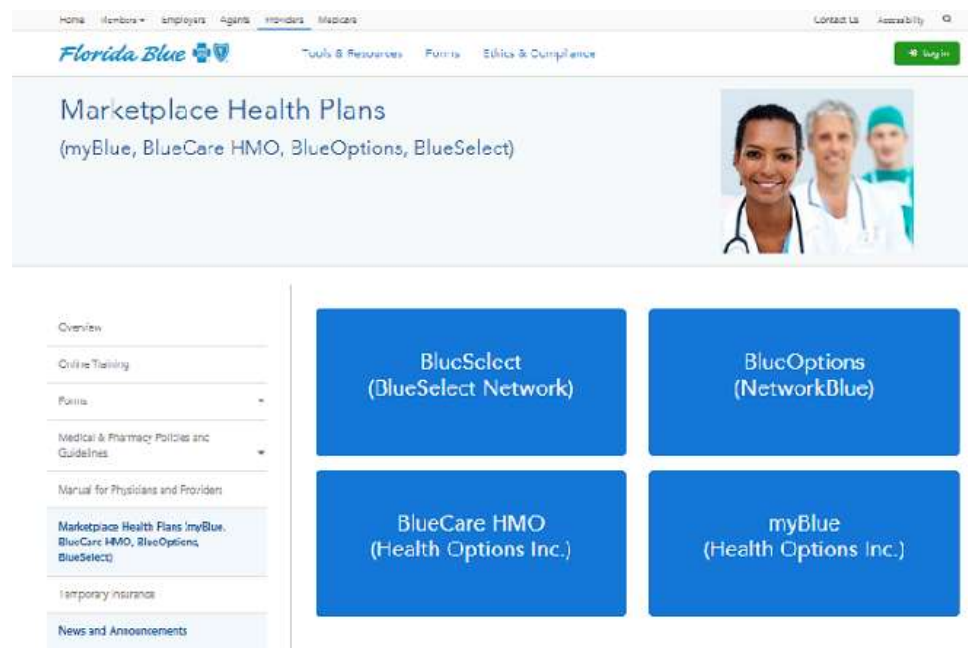 Home Members Employers Agents Providers Medicare Contact Us Accessibility
Florida Blue Tools & Resources Forms Ethics & Compliance Log in
Marketplace Health Plans
(myBlue, BlueCare HMO, BlueOptions, BlueSelect)
Overview
Online Training
Forms
Medical & Pharmacy Policies and
Guidelines
Manual for Physicians and Providers
Marketplace Health Plans (myBlue,
BlueCare HMO, BlueOptions,
BlueSelect)
Temporary Insurance
News and Announcements
BlueSelect
(BlueSelect Network)
BlueOptions
(NetworkBlue)
BlueCare HMO
(Health Options Inc.)
myBlue
(Health Options Inc.)